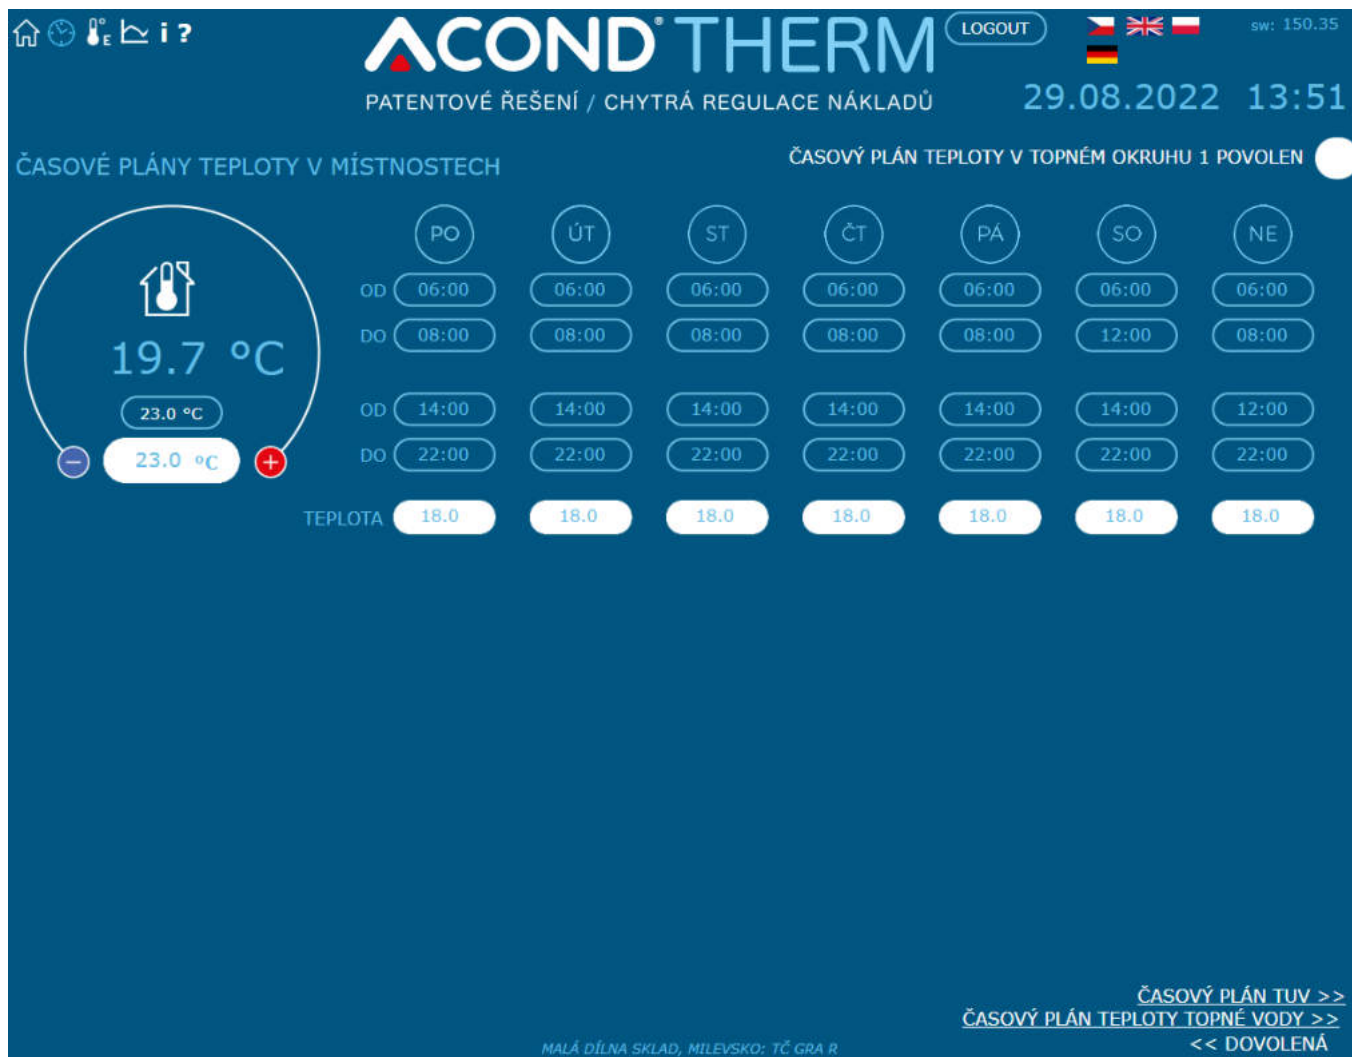 E i ?
ACOND® THERM
LOGOUT
sw: 150.35
PATENTOVÉ ŘEŠENÍ / CHYTRÁ REGULACE NÁKLADŮ
29.08.2022 13:51
ČASOVÉ PLÁNY TEPLOTY V MÍSTNOSTECH
ČASOVÝ PLÁN TEPLOTY V TOPNÉM OKRUHU 1 POVOLEN
19.7 °C
23.0 °C
− 23.0 °C +
PO ÚT ST ČT PÁ SO NE
OD 06:00 06:00 06:00 06:00 06:00 06:00 06:00
DO 08:00 08:00 08:00 08:00 08:00 12:00 08:00
OD 14:00 14:00 14:00 14:00 14:00 14:00 12:00
DO 22:00 22:00 22:00 22:00 22:00 22:00 22:00
TEPLOTA 18.0 18.0 18.0 18.0 18.0 18.0 18.0
ČASOVÝ PLÁN TUV >>
ČASOVÝ PLÁN TEPLOTY TOPNÉ VODY >>
<< DOVOLENÁ
MALÁ DÍLNA SKLAD, MILEVSKO: TČ GRA R